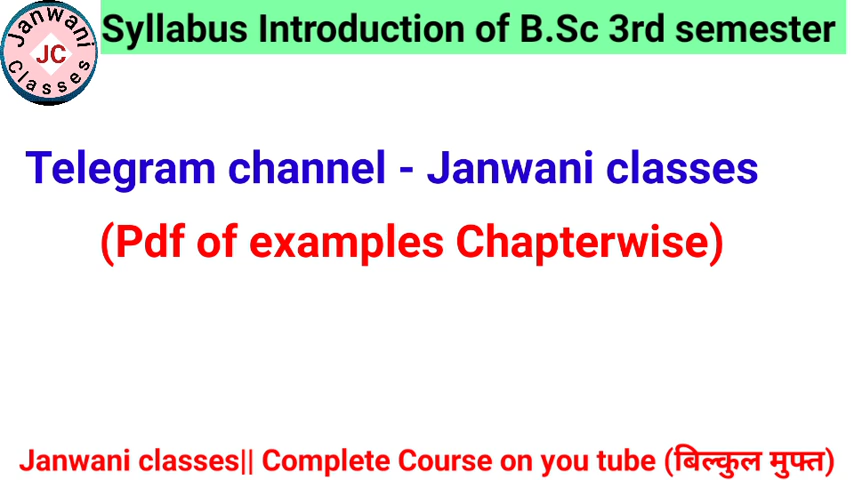 Janwani
JC
Classes
Syllabus Introduction of B.Sc 3rd semester
Telegram channel - Janwani classes
(Pdf of examples Chapterwise)
Janwani classes|| Complete Course on you tube (बिल्कुल मुफ्त)